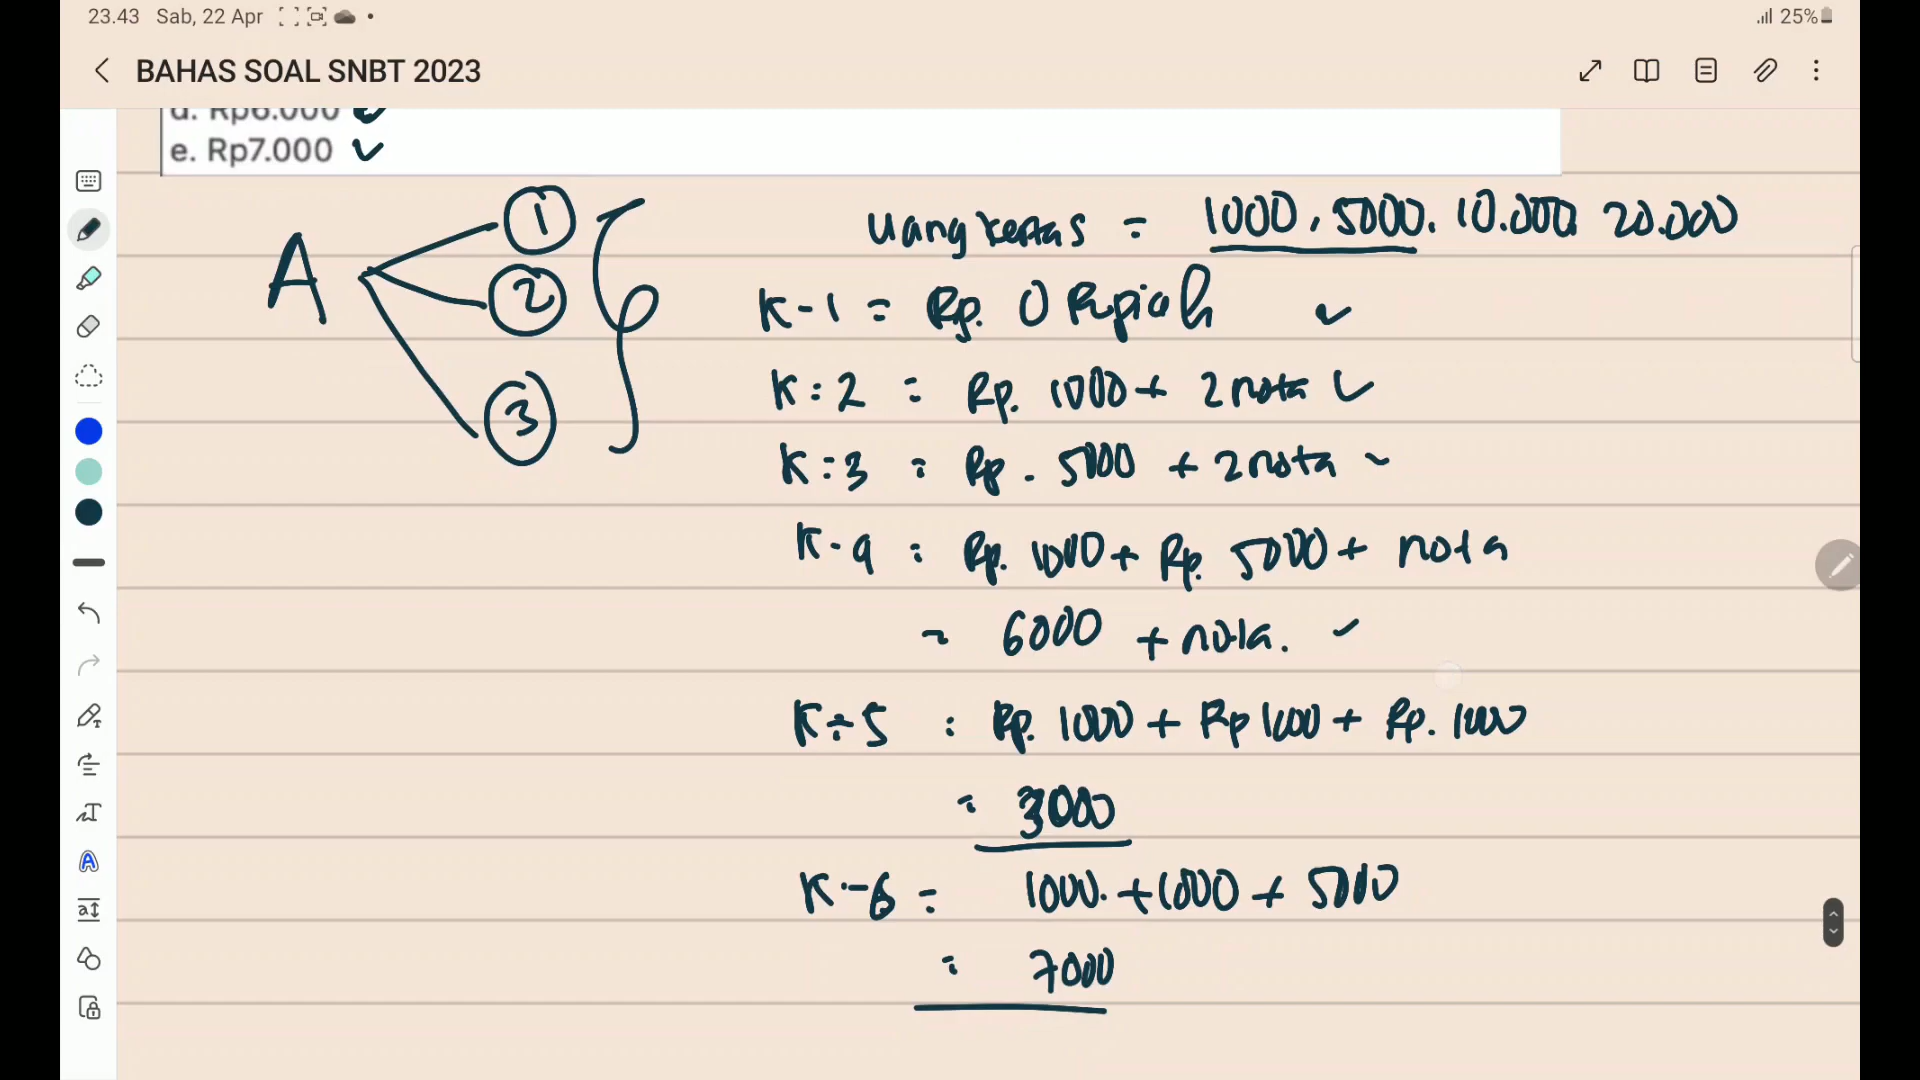 23.43 Sab, 22 Apr
25%
BAHAS SOAL SNBT 2023
d. Rp6.000
e. Rp7.000
A
1
2
3
Uang kertas = 1000, 5000. 10.000. 20.000
K-1 = Rp. 0 Rupiah
K:2 = Rp. 1000 + 2 nota
K:3 = Rp. 5000 + 2 nota
K-4 = Rp. 1000 + Rp. 5000 + nota
= 6000 + nota.
K-5 : Rp. 1000 + Rp 1000 + Rp. 1000
= 3000
K-6 = 1000. + 1000 + 5000
= 7000